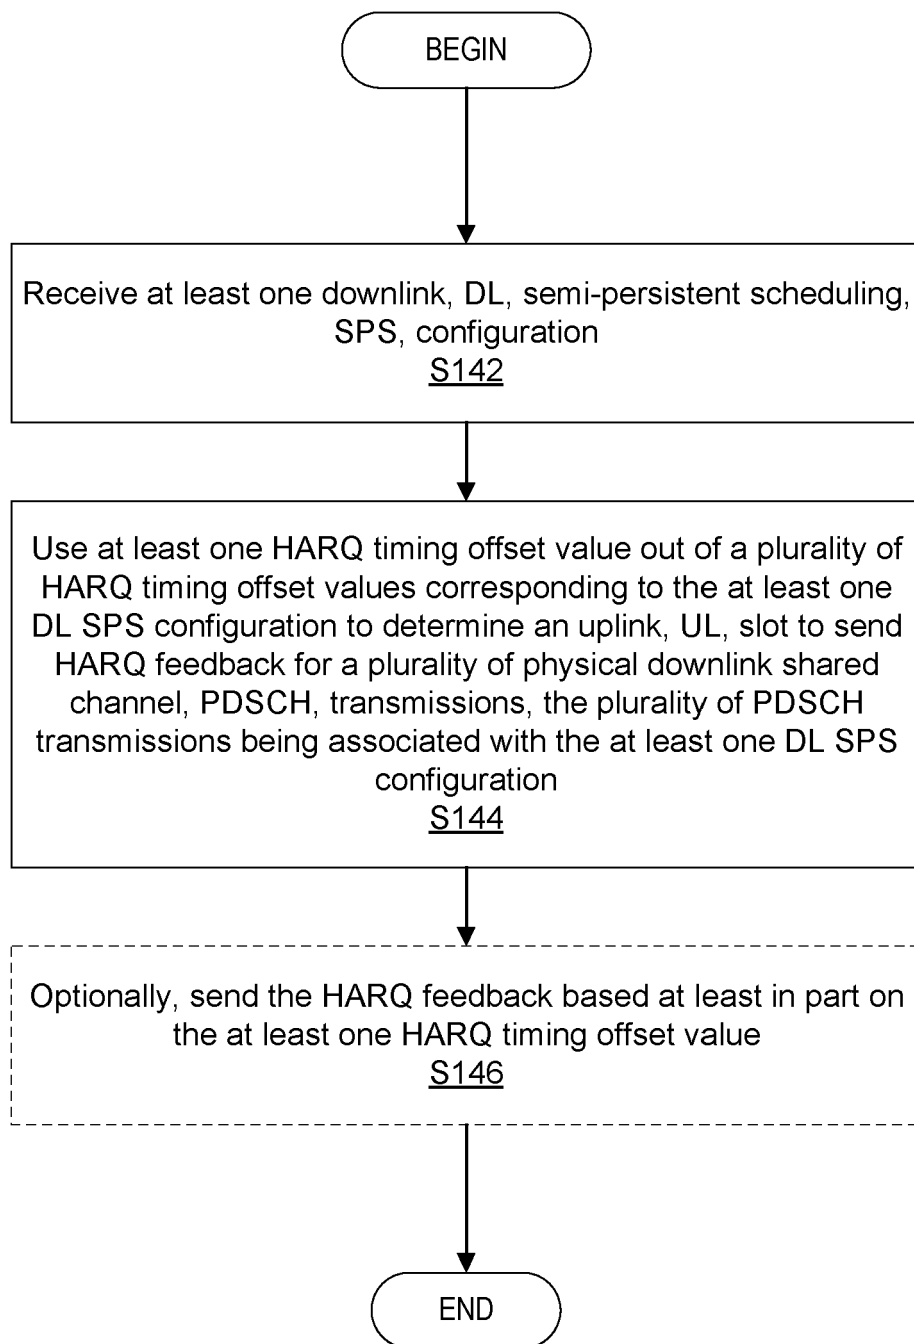 BEGIN
Receive at least one downlink, DL, semi-persistent scheduling,
SPS, configuration
S142
Use at least one HARQ timing offset value out of a plurality of
HARQ timing offset values corresponding to the at least one
DL SPS configuration to determine an uplink, UL, slot to send
HARQ feedback for a plurality of physical downlink shared
channel, PDSCH, transmissions, the plurality of PDSCH
transmissions being associated with the at least one DL SPS
configuration
S144
Optionally, send the HARQ feedback based at least in part on
the at least one HARQ timing offset value
S146
END